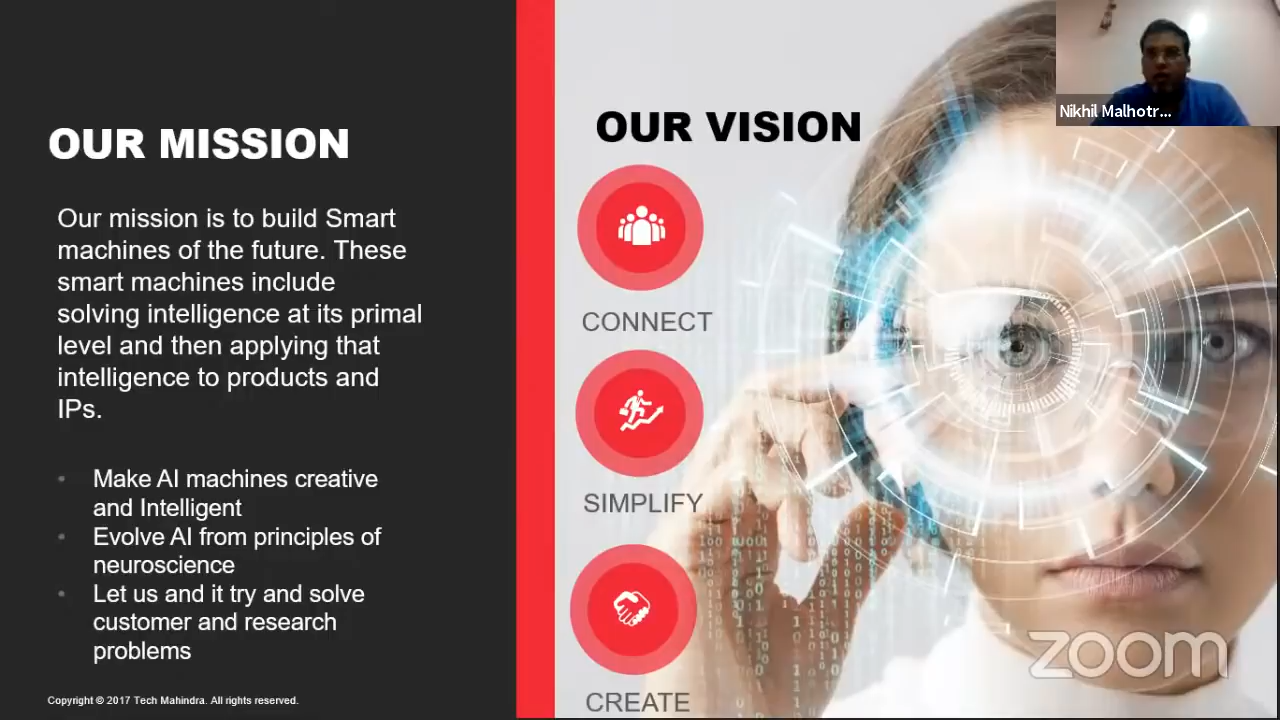 OUR MISSION
Our mission is to build Smart
machines of the future. These
smart machines include
solving intelligence at its primal
level and then applying that
intelligence to products and
IPs.
• Make AI machines creative
and Intelligent
• Evolve AI from principles of
neuroscience
• Let us and it try and solve
customer and research
problems
Copyright © 2017 Tech Mahindra. All rights reserved.
OUR VISION
CONNECT
SIMPLIFY
CREATE
Nikhil Malhotr...
zoom